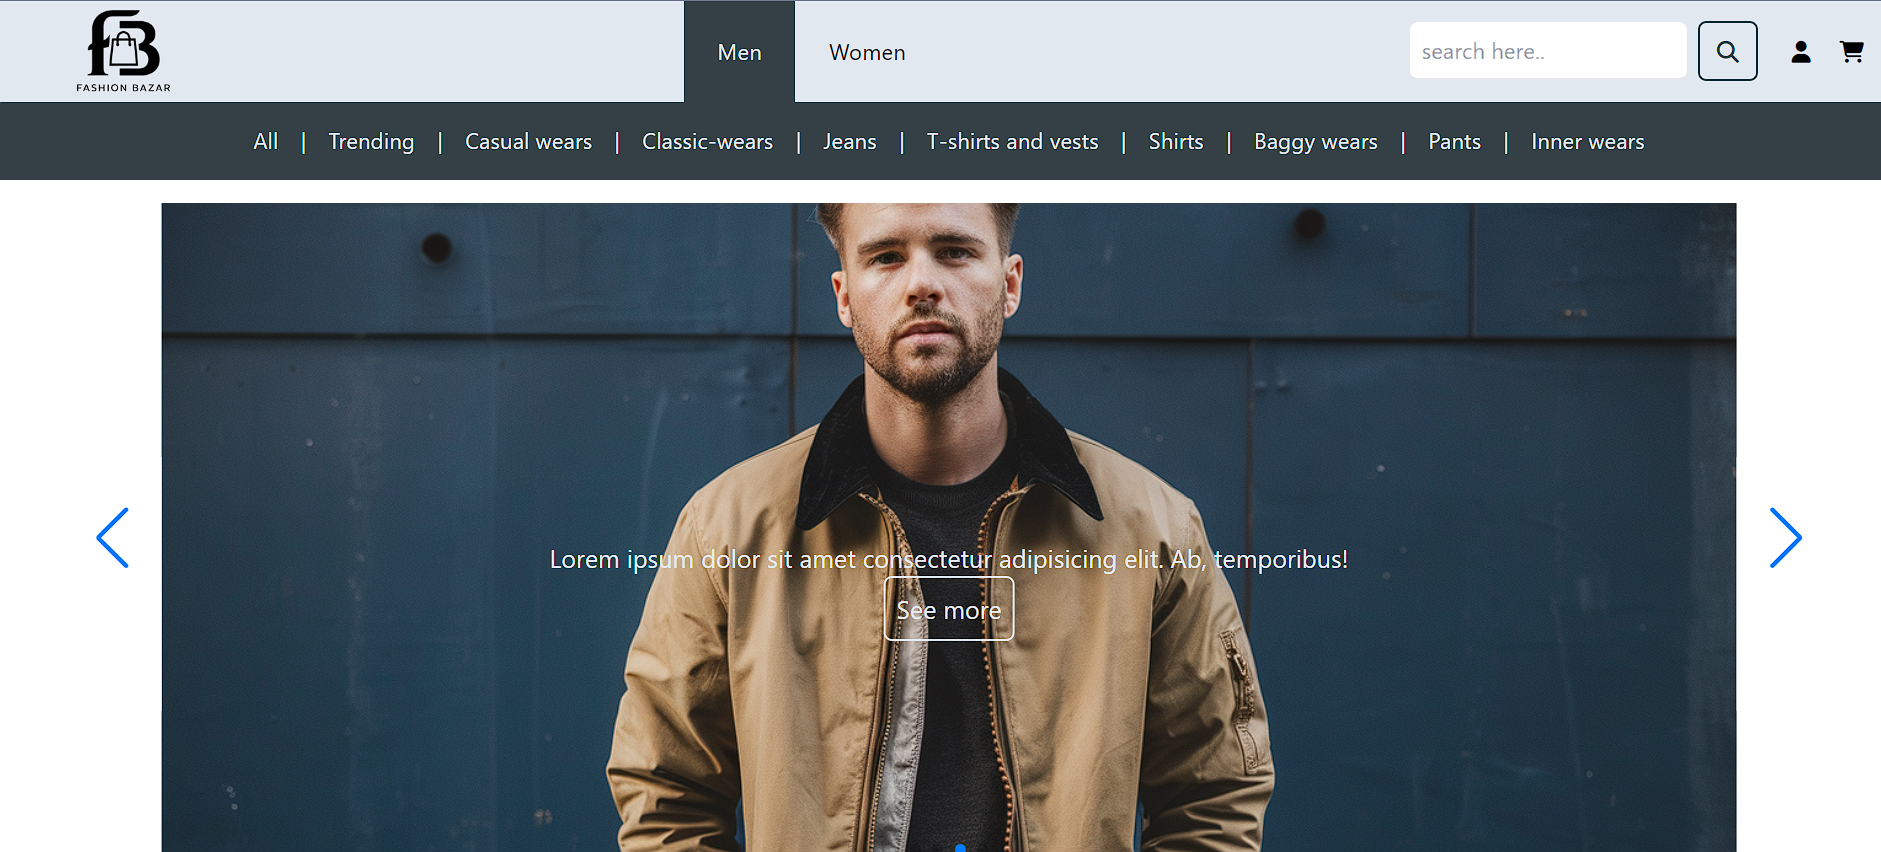 fB
FASHION BAZAR
Men
Women
search here..
All | Trending | Casual wears | Classic-wears | Jeans | T-shirts and vests | Shirts | Baggy wears | Pants | Inner wears
Lorem ipsum dolor sit amet consectetur adipisicing elit. Ab, temporibus!
See more